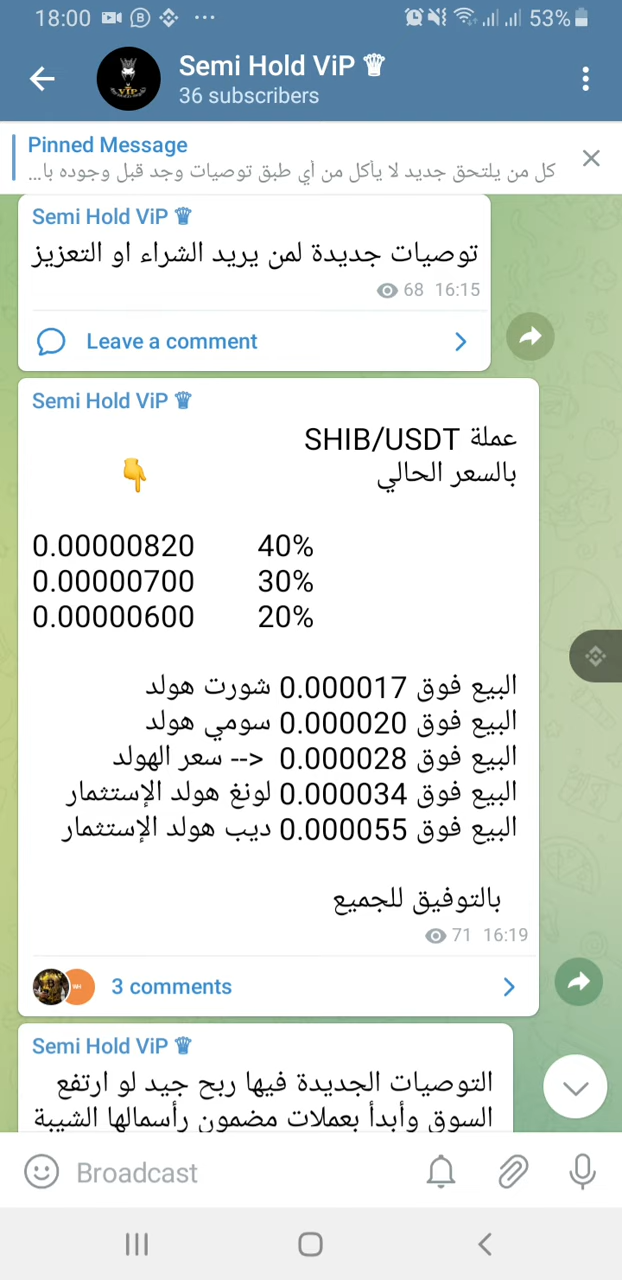 18:00
53%
Semi Hold ViP ♛
36 subscribers
Pinned Message
كل من يلتحق جديد لا يأكل من أي طبق توصيات وجد قبل وجوده با...
Semi Hold ViP ♛
توصيات جديدة لمن يريد الشراء او التعزيز
68 16:15
Leave a comment
Semi Hold ViP ♛
عملة SHIB/USDT
بالسعر الحالي 👇
0.00000820 40%
0.00000700 30%
0.00000600 20%
البيع فوق 0.000017 شورت هولد
البيع فوق 0.000020 سومي هولد
البيع فوق 0.000028 <-- سعر الهولد
البيع فوق 0.000034 لونغ هولد الإستثمار
البيع فوق 0.000055 ديب هولد الإستثمار
بالتوفيق للجميع
71 16:19
3 comments
Semi Hold ViP ♛
التوصيات الجديدة فيها ربح جيد لو ارتفع
السوق وأبدأ بعملات مضمون رأسمالها الشيبة
Broadcast